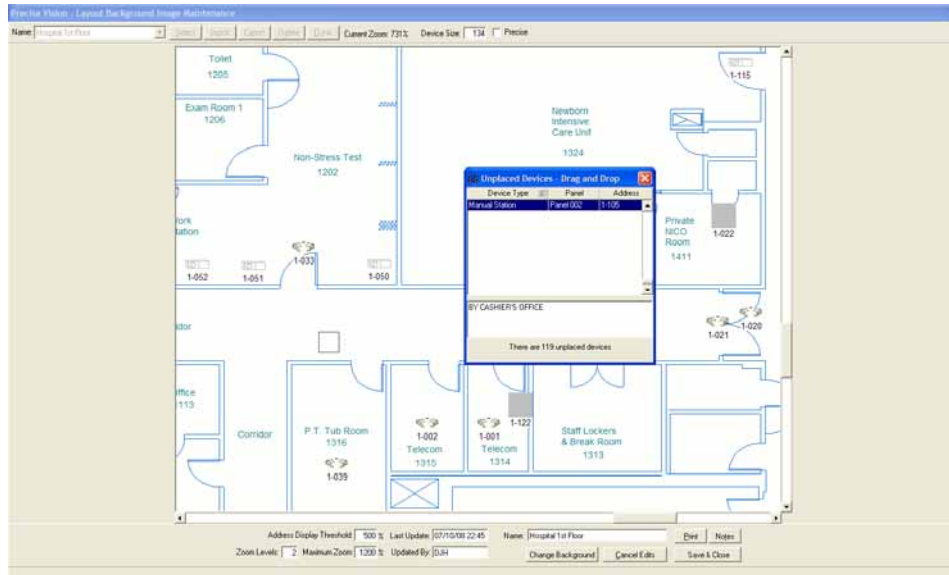 Precise Vision - Layout Background Image Maintenance
Name: Hospital 1st Floor Current Zoom: 731% Device Size: 134 Precise
Toilet
1205
1-115
Exam Room 1
1206
Newborn
Intensive
Care Unit
1324
Non-Stress Test
1202
Unplaced Devices - Drag and Drop
Device Type Panel Address
Manual Station Panel 002 1-105
Private
NICO
Room
1411
1-022
ork
tation
1-033
1-052
1-051
1-050
BY CASHIER'S OFFICE
1-020
1-021
idor
There are 119 unplaced devices
ffice
113
1-122
Corridor
P.T. Tub Room
1316
1-002
Telecom
1315
1-001
Telecom
1314
Staff Lockers
& Break Room
1313
1-039
Address Display Threshold: 500 % Last Update: 07/10/08 22:45 Name: Hospital 1st Floor Print Notes
Zoom Levels: 2 Maximum Zoom: 1200 % Updated By: DJH Change Background Cancel Edits Save & Close